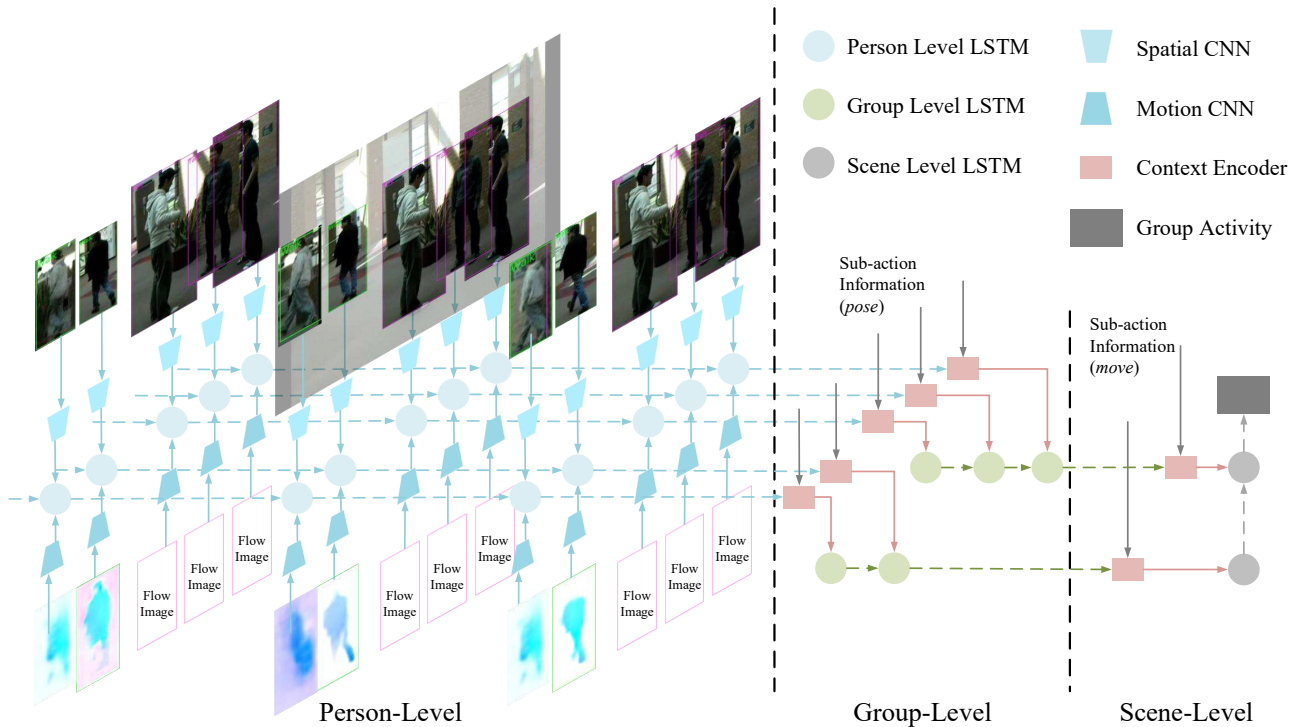 Person Level LSTM
Group Level LSTM
Scene Level LSTM
Spatial CNN
Motion CNN
Context Encoder
Group Activity
Sub-action
Information
(pose)
Sub-action
Information
(move)
Flow
Image
Flow
Image
Flow
Image
Flow
Image
Flow
Image
Flow
Image
Flow
Image
Flow
Image
Flow
Image
Person-Level
Group-Level
Scene-Level